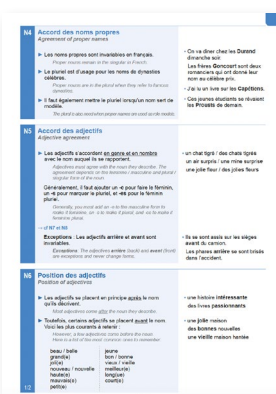 N4 Accord des noms propres
Agreement of proper names
► Les noms propres sont invariables en français.
Proper nouns remain in the singular in French.
► Le pluriel est d'usage pour les noms de dynasties célèbres.
Proper nouns are in the plural when they refer to famous dynasties.
► Il faut également mettre le pluriel lorsqu'un nom sert de modèle.
The plural is also used when proper names are used as role models.
- On va dîner chez les Durand dimanche soir.
Les frères Goncourt sont deux romanciers qui ont donné leur nom au célèbre prix.
- J'ai lu un livre sur les Capétiens.
- Ces jeunes étudiants se rêvaient les Prousts de demain.
N5 Accord des adjectifs
Adjectival agreement
► Les adjectifs s'accordent en genre et en nombre
avec le nom auquel ils se rapportent.
Adjectives must agree with the noun they describe. The
agreement depends on the feminine / masculine and plural /
singular form of the noun.
Généralement, il faut ajouter un -e pour faire le féminin,
un -s pour marquer le pluriel, et -es pour le féminin
pluriel.
Generally, you must add an -e to the masculine form to
make it feminine, an -s to make it plural, and -es to make it
feminine plural.
→ cf N7 et N8
Exceptions : Les adjectifs arrière et avant sont
invariables.
Exceptions: The adjectives arrière (back) and avant (front)
are exceptions and never change forms.
- un chat tigré / des chats tigrés
un air surpris / une mine surprise
une jolie fleur / des jolies fleurs
- Ils se sont assis sur les sièges
avant du camion.
Les phares arrière se sont brisés
dans l'accident.
N6 Position des adjectifs
Position of adjectives
► Les adjectifs se placent en principe après le nom
qu'ils décrivent.
Most adjectives come after the noun they describe.
► Toutefois, certains adjectifs se placent avant le nom.
Voici les plus courants à retenir :
However, a few adjectives come before the noun.
Here is a list of the most common ones to remember:
beau / belle
grand(e)
joli(e)
nouveau / nouvelle
haut(e)
mauvais(e)
petit(e)
jeune
bon / bonne
vieux / vieille
meilleur(e)
long(ue)
court(e)
- une histoire intéressante
des livres passionnants
- une jolie maison
des bonnes nouvelles
une vieille maison hantée
1/2